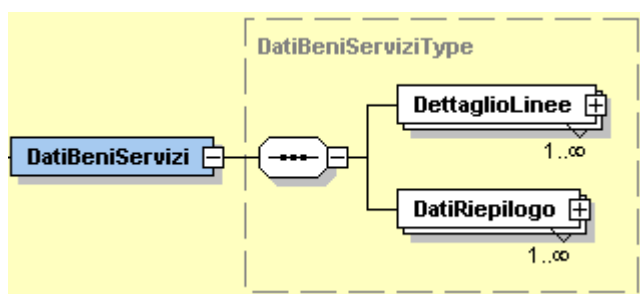 DatiBeniServiziType
DettaglioLinee
1..∞
DatiBeniServizi
DatiRiepilogo
1..∞